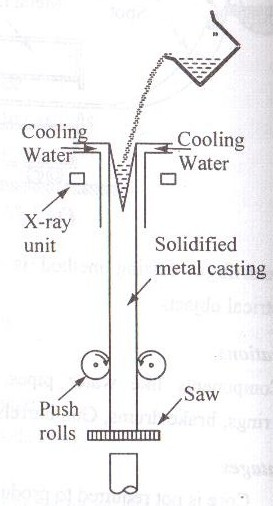 Cooling
Water
Cooling
Water
X-ray
unit
Solidified
metal casting
Push
rolls
Saw